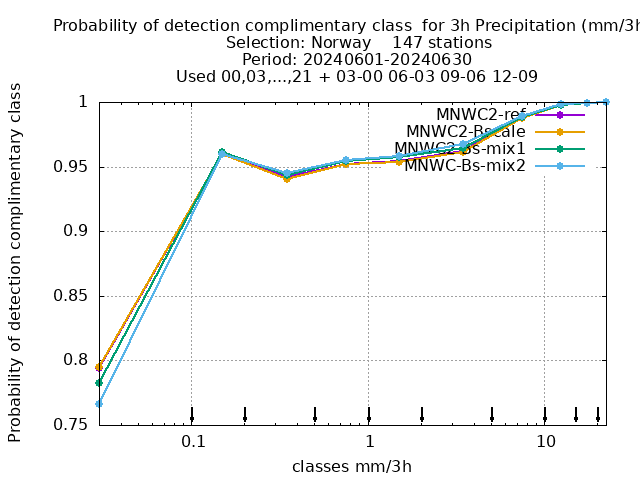 Probability of detection complimentary class  for 3h Precipitation (mm/3h
Selection: Norway    147 stations
Period: 20240601-20240630
Used 00,03,...,21 + 03-00 06-03 09-06 12-09
Probability of detection complimentary class
1
0.95
0.9
0.85
0.8
0.75
MNWC2-ref
MNWC2-Bscale
MNWC2-Bs-mix1
MNWC-Bs-mix2
0.1
1
10
classes mm/3h